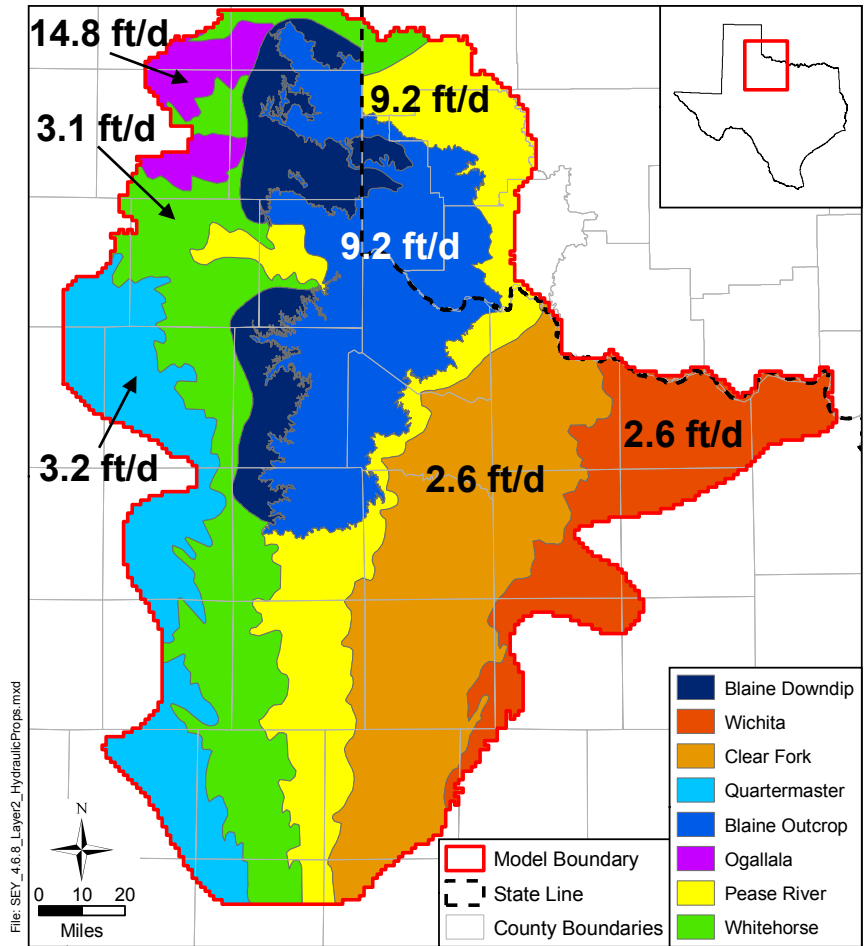 14.8 ft/d
9.2 ft/d
3.1 ft/d
9.2 ft/d
3.2 ft/d
2.6 ft/d
2.6 ft/d
File: SEY_4.6.8_Layer2_HydraulicProps.mxd
N
0 10 20
Miles
Model Boundary
State Line
County Boundaries
Blaine Downdip
Wichita
Clear Fork
Quartermaster
Blaine Outcrop
Ogallala
Pease River
Whitehorse